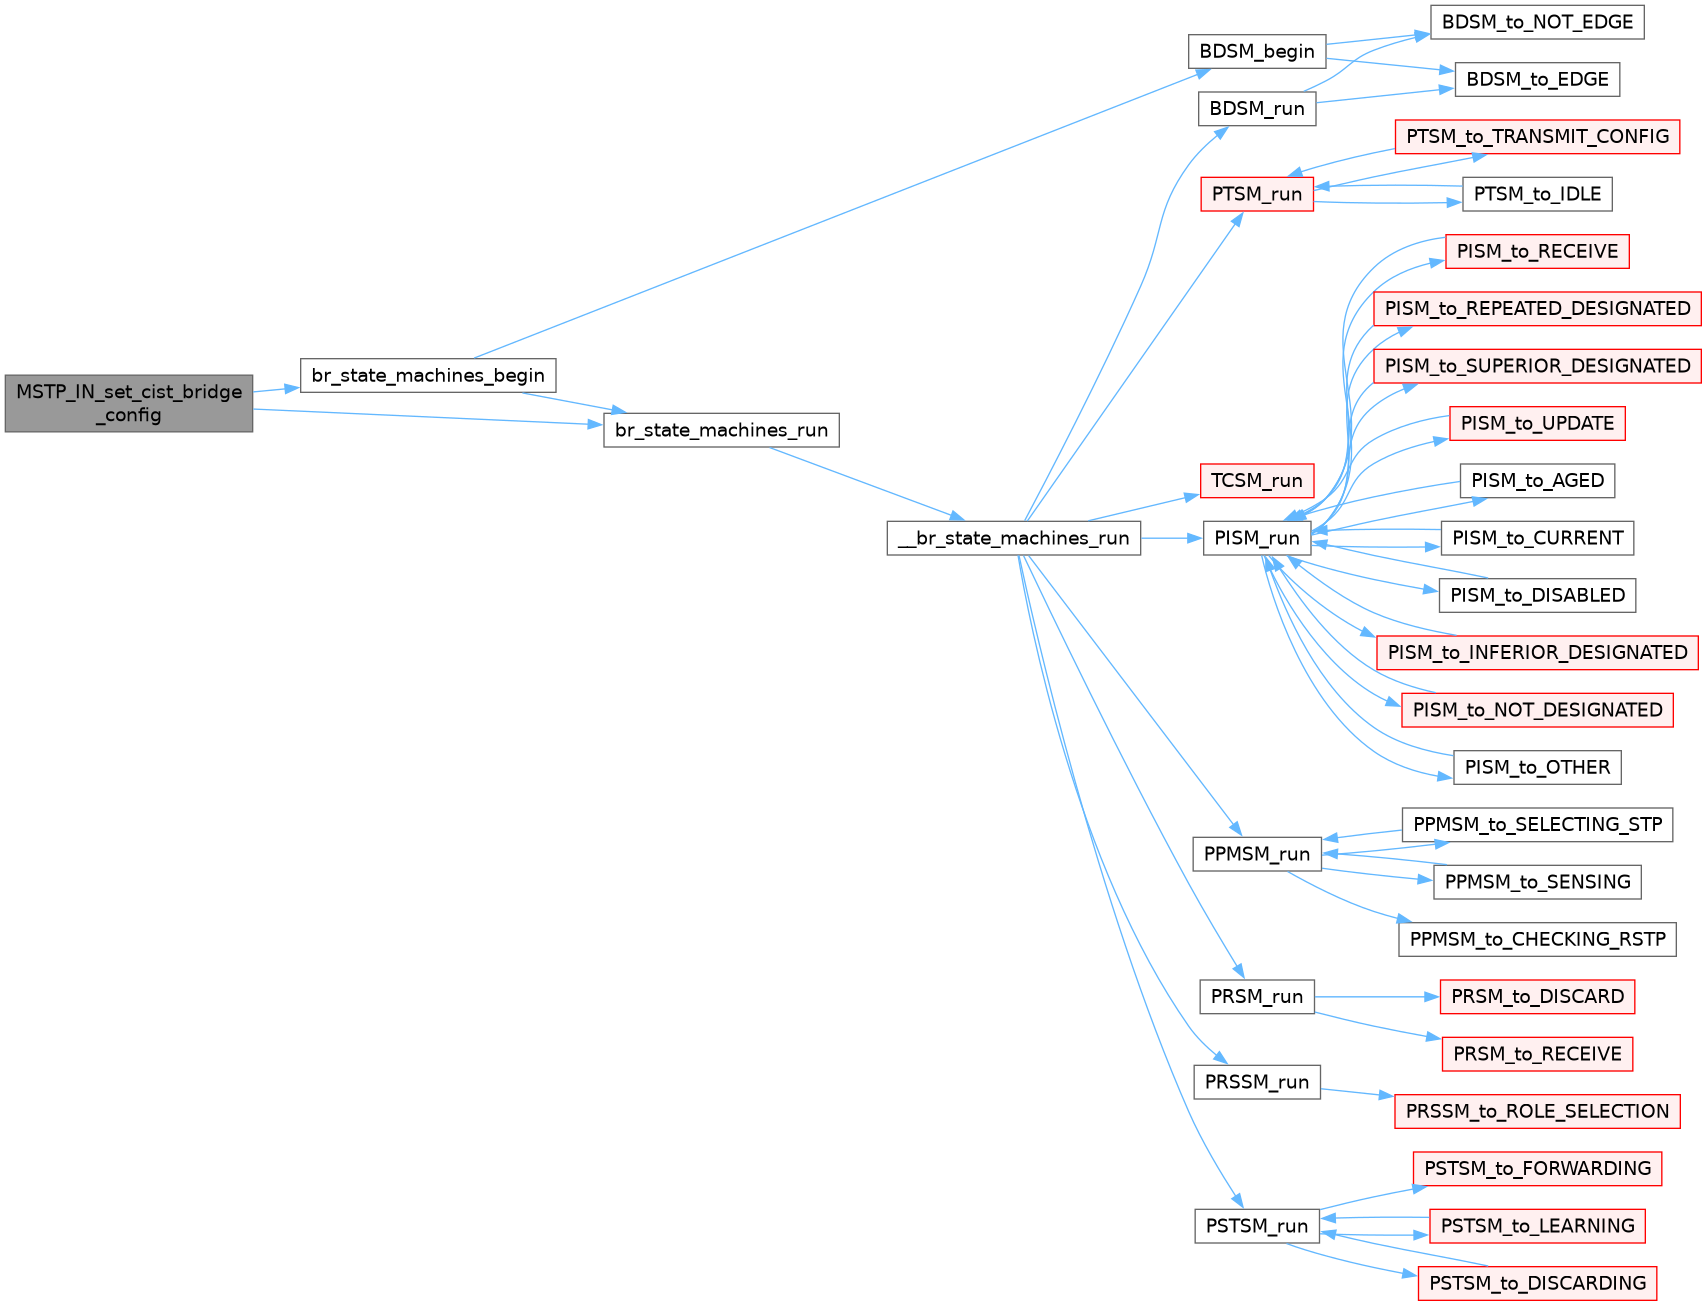 MSTP_IN_set_cist_bridge
_config
br_state_machines_begin
br_state_machines_run
__br_state_machines_run
BDSM_begin
BDSM_run
PTSM_run
TCSM_run
PISM_run
PPMSM_run
PRSM_run
PRSSM_run
PSTSM_run
BDSM_to_NOT_EDGE
BDSM_to_EDGE
PTSM_to_TRANSMIT_CONFIG
PTSM_to_IDLE
PISM_to_RECEIVE
PISM_to_REPEATED_DESIGNATED
PISM_to_SUPERIOR_DESIGNATED
PISM_to_UPDATE
PISM_to_AGED
PISM_to_CURRENT
PISM_to_DISABLED
PISM_to_INFERIOR_DESIGNATED
PISM_to_NOT_DESIGNATED
PISM_to_OTHER
PPMSM_to_SELECTING_STP
PPMSM_to_SENSING
PPMSM_to_CHECKING_RSTP
PRSM_to_DISCARD
PRSM_to_RECEIVE
PRSSM_to_ROLE_SELECTION
PSTSM_to_FORWARDING
PSTSM_to_LEARNING
PSTSM_to_DISCARDING